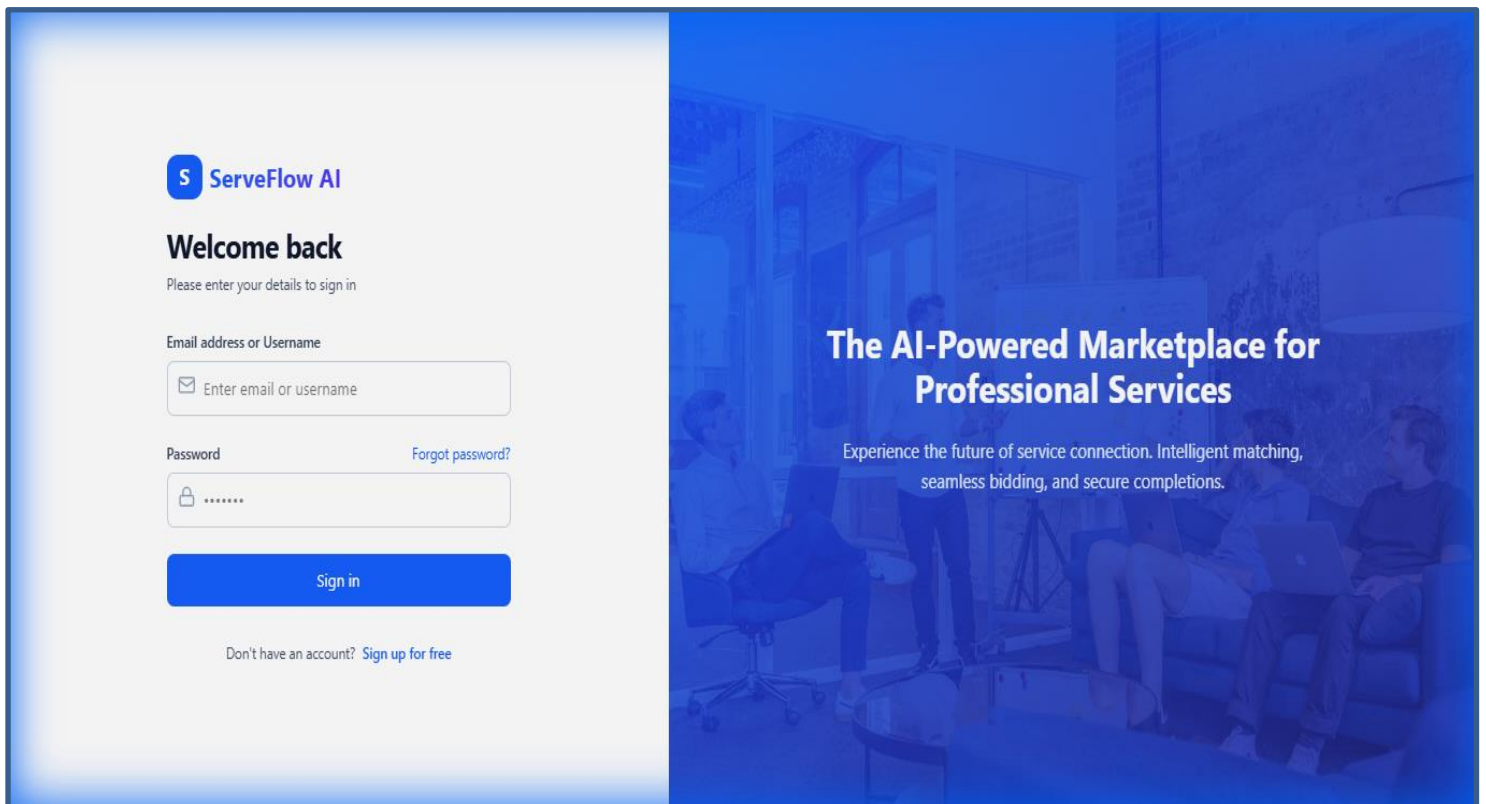 S ServeFlow AI
Welcome back
Please enter your details to sign in
Email address or Username
Enter email or username
Password Forgot password?
•••••••
Sign in
Don't have an account? Sign up for free
The AI-Powered Marketplace for
Professional Services
Experience the future of service connection. Intelligent matching,
seamless bidding, and secure completions.